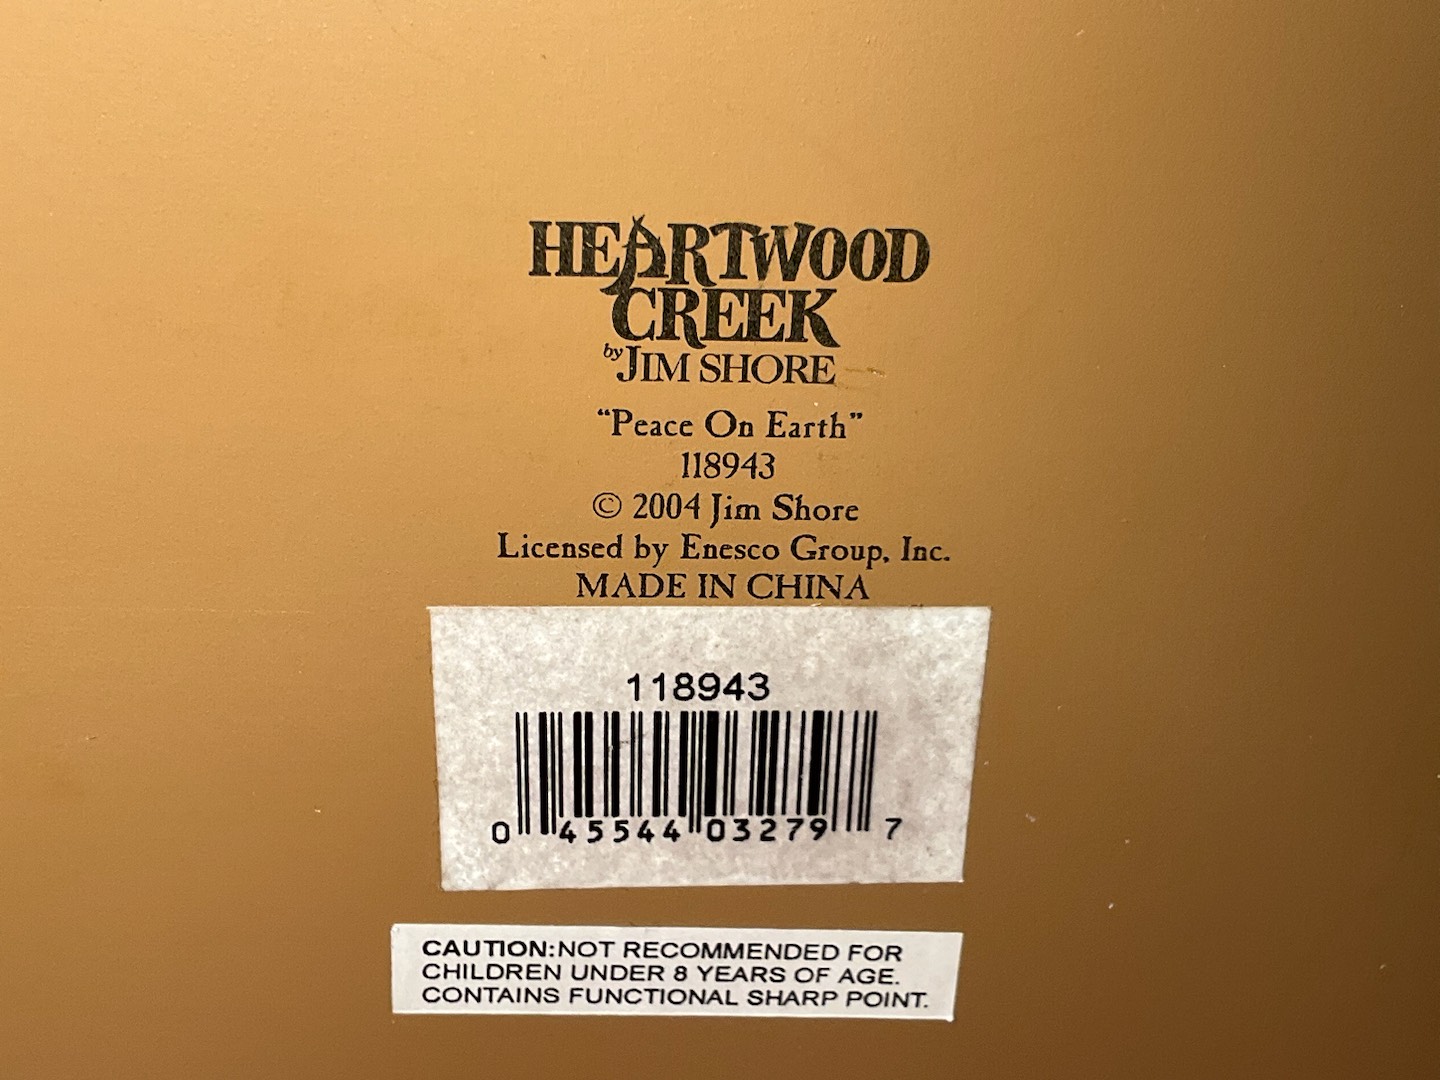 HEARTWOOD
CREEK
by JIM SHORE
“Peace On Earth”
118943
© 2004 Jim Shore
Licensed by Enesco Group, Inc.
MADE IN CHINA
118943
0 45544 03279 7
CAUTION:NOT RECOMMENDED FOR
CHILDREN UNDER 8 YEARS OF AGE.
CONTAINS FUNCTIONAL SHARP POINT.